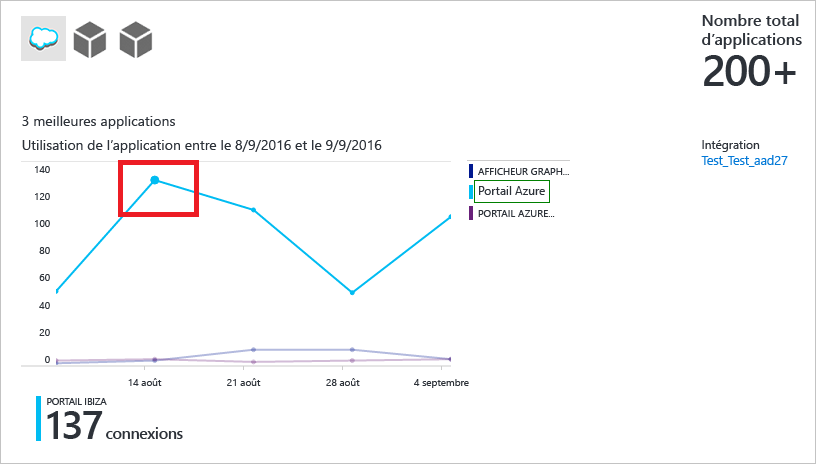 Nombre total
d'applications
200+
3 meilleures applications
Utilisation de l'application entre le 8/9/2016 et le 9/9/2016
Intégration
Test_Test_aad27
140
120
100
80
60
40
20
0
14 août
21 août
28 août
4 septembre
AFFICHEUR GRAPH...
Portail Azure
PORTAIL AZURE...
PORTAIL IBIZA
137 connexions